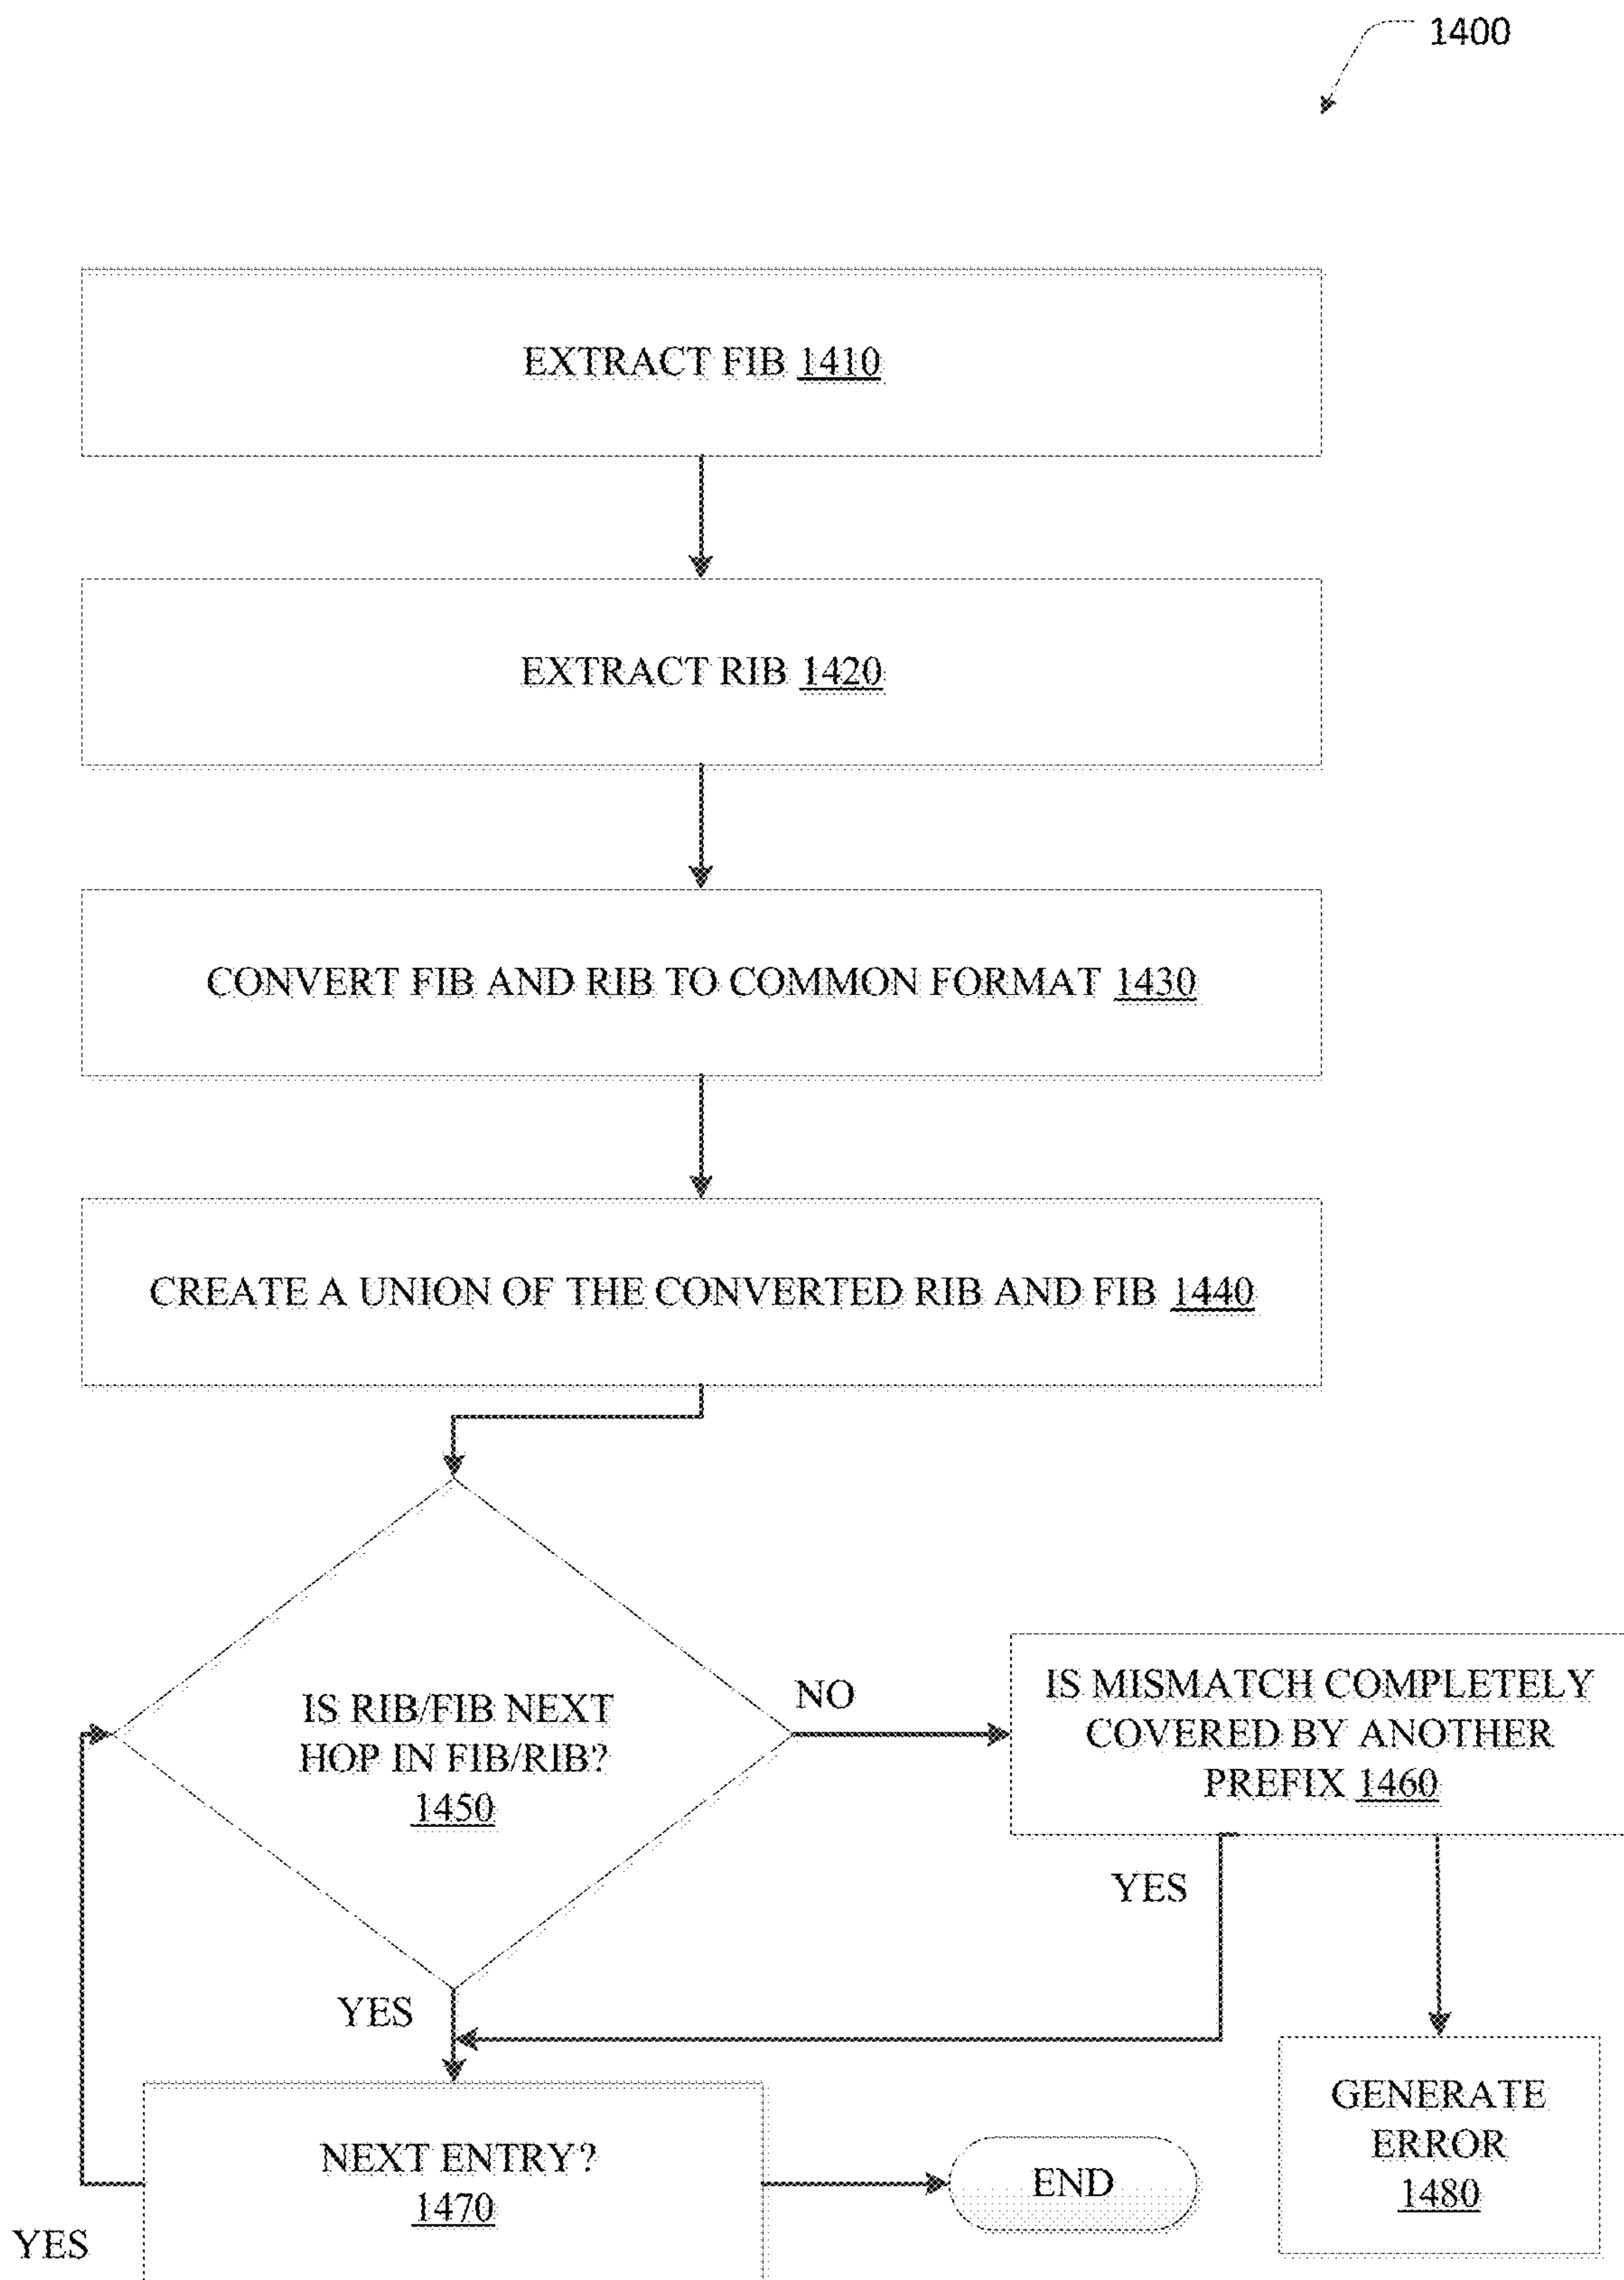 1400
EXTRACT FIB 1410
EXTRACT RIB 1420
CONVERT FIB AND RIB TO COMMON FORMAT 1430
CREATE A UNION OF THE CONVERTED RIB AND FIB 1440
IS RIB/FIB NEXT
HOP IN FIB/RIB?
1450
NO
IS MISMATCH COMPLETELY
COVERED BY ANOTHER
PREFIX 1460
YES
YES
NEXT ENTRY?
1470
YES
END
GENERATE
ERROR
1480